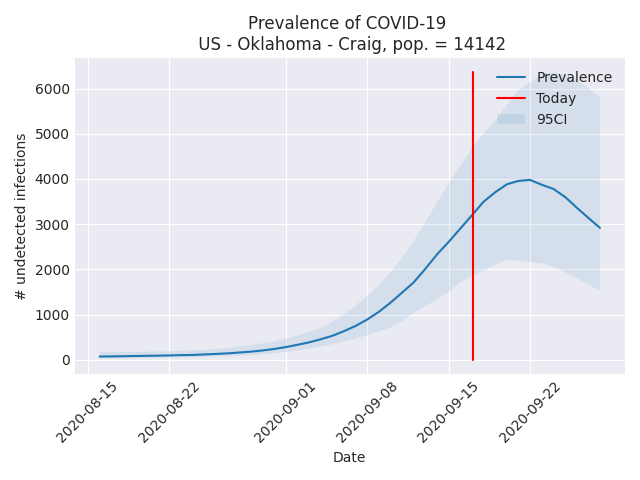 Prevalence of COVID-19
US - Oklahoma - Craig, pop. = 14142
Prevalence
Today
95CI
# undetected infections
6000
5000
4000
3000
2000
1000
0
2020-08-15
2020-08-22
2020-09-01
2020-09-08
2020-09-15
2020-09-22
Date